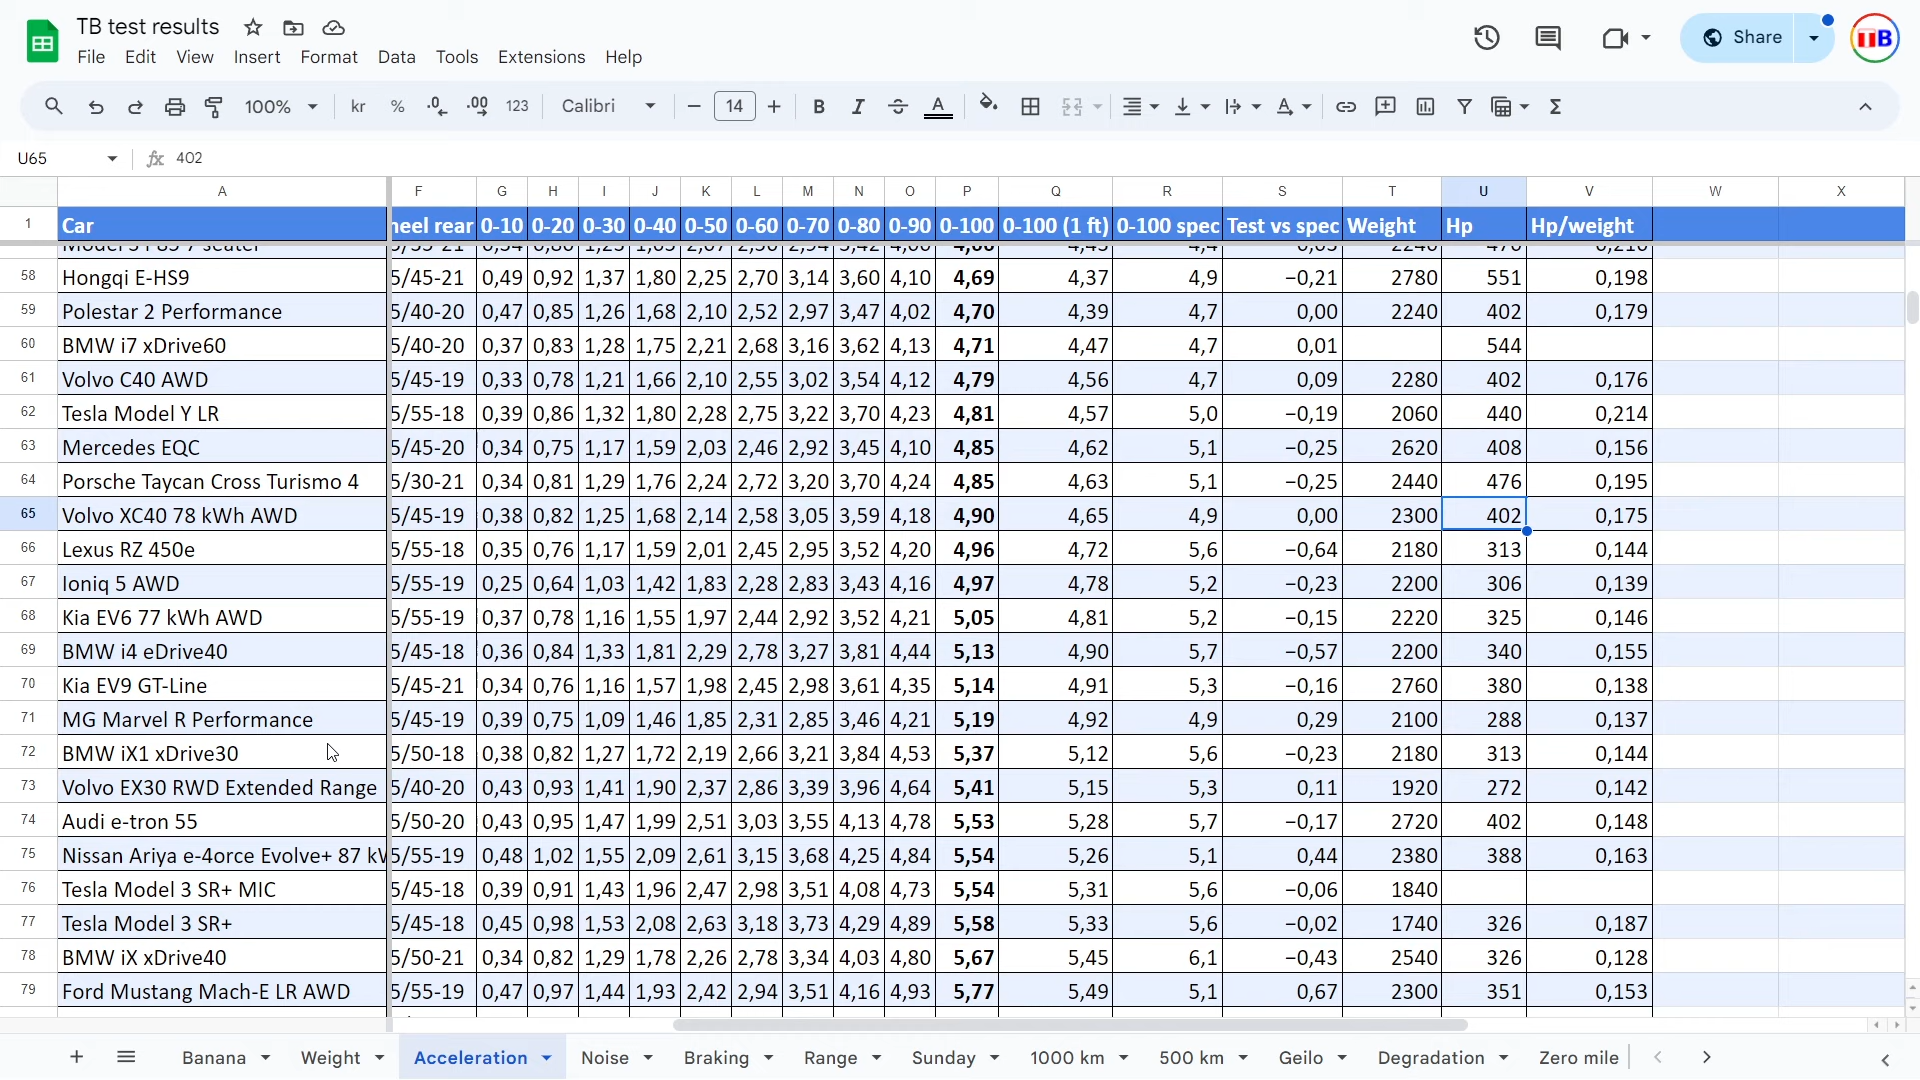 TB test results
File Edit View Insert Format Data Tools Extensions Help
Share
TB
100% kr % .0 .00 123 Calibri 14 B I A
U65 fx 402
A F G H I J K L M N O P Q R S T U V W X
1 Car heel rear 0-10 0-20 0-30 0-40 0-50 0-60 0-70 0-80 0-90 0-100 0-100 (1 ft) 0-100 spec Test vs spec Weight Hp Hp/weight
58 Hongqi E-HS9 5/45-21 0,49 0,92 1,37 1,80 2,25 2,70 3,14 3,60 4,10 4,69 4,37 4,9 −0,21 2780 551 0,198
59 Polestar 2 Performance 5/40-20 0,47 0,85 1,26 1,68 2,10 2,52 2,97 3,47 4,02 4,70 4,39 4,7 0,00 2240 402 0,179
60 BMW i7 xDrive60 5/40-20 0,37 0,83 1,28 1,75 2,21 2,68 3,16 3,62 4,13 4,71 4,47 4,7 0,01 544
61 Volvo C40 AWD 5/45-19 0,33 0,78 1,21 1,66 2,10 2,55 3,02 3,54 4,12 4,79 4,56 4,7 0,09 2280 402 0,176
62 Tesla Model Y LR 5/55-18 0,39 0,86 1,32 1,80 2,28 2,75 3,22 3,70 4,23 4,81 4,57 5,0 −0,19 2060 440 0,214
63 Mercedes EQC 5/45-20 0,34 0,75 1,17 1,59 2,03 2,46 2,92 3,45 4,10 4,85 4,62 5,1 −0,25 2620 408 0,156
64 Porsche Taycan Cross Turismo 4 5/30-21 0,34 0,81 1,29 1,76 2,24 2,72 3,20 3,70 4,24 4,85 4,63 5,1 −0,25 2440 476 0,195
65 Volvo XC40 78 kWh AWD 5/45-19 0,38 0,82 1,25 1,68 2,14 2,58 3,05 3,59 4,18 4,90 4,65 4,9 0,00 2300 402 0,175
66 Lexus RZ 450e 5/55-18 0,35 0,76 1,17 1,59 2,01 2,45 2,95 3,52 4,20 4,96 4,72 5,6 −0,64 2180 313 0,144
67 Ioniq 5 AWD 5/55-19 0,25 0,64 1,03 1,42 1,83 2,28 2,83 3,43 4,16 4,97 4,78 5,2 −0,23 2200 306 0,139
68 Kia EV6 77 kWh AWD 5/55-19 0,37 0,78 1,16 1,55 1,97 2,44 2,92 3,52 4,21 5,05 4,81 5,2 −0,15 2220 325 0,146
69 BMW i4 eDrive40 5/45-18 0,36 0,84 1,33 1,81 2,29 2,78 3,27 3,81 4,44 5,13 4,90 5,7 −0,57 2200 340 0,155
70 Kia EV9 GT-Line 5/45-21 0,34 0,76 1,16 1,57 1,98 2,45 2,98 3,61 4,35 5,14 4,91 5,3 −0,16 2760 380 0,138
71 MG Marvel R Performance 5/45-19 0,39 0,75 1,09 1,46 1,85 2,31 2,85 3,46 4,21 5,19 4,92 4,9 0,29 2100 288 0,137
72 BMW iX1 xDrive30 5/50-18 0,38 0,82 1,27 1,72 2,19 2,66 3,21 3,84 4,53 5,37 5,12 5,6 −0,23 2180 313 0,144
73 Volvo EX30 RWD Extended Range 5/40-20 0,43 0,93 1,41 1,90 2,37 2,86 3,39 3,96 4,64 5,41 5,15 5,3 0,11 1920 272 0,142
74 Audi e-tron 55 5/50-20 0,43 0,95 1,47 1,99 2,51 3,03 3,55 4,13 4,78 5,53 5,28 5,7 −0,17 2720 402 0,148
75 Nissan Ariya e-4orce Evolve+ 87 kW 5/55-19 0,48 1,02 1,55 2,09 2,61 3,15 3,68 4,25 4,84 5,54 5,26 5,1 0,44 2380 388 0,163
76 Tesla Model 3 SR+ MIC 5/45-18 0,39 0,91 1,43 1,96 2,47 2,98 3,51 4,08 4,73 5,54 5,31 5,6 −0,06 1840
77 Tesla Model 3 SR+ 5/45-18 0,45 0,98 1,53 2,08 2,63 3,18 3,73 4,29 4,89 5,58 5,33 5,6 −0,02 1740 326 0,187
78 BMW iX xDrive40 5/50-21 0,34 0,82 1,29 1,78 2,26 2,78 3,34 4,03 4,80 5,67 5,45 6,1 −0,43 2540 326 0,128
79 Ford Mustang Mach-E LR AWD 5/55-19 0,47 0,97 1,44 1,93 2,42 2,94 3,51 4,16 4,93 5,77 5,49 5,1 0,67 2300 351 0,153
Banana Weight Acceleration Noise Braking Range Sunday 1000 km 500 km Geilo Degradation Zero mile